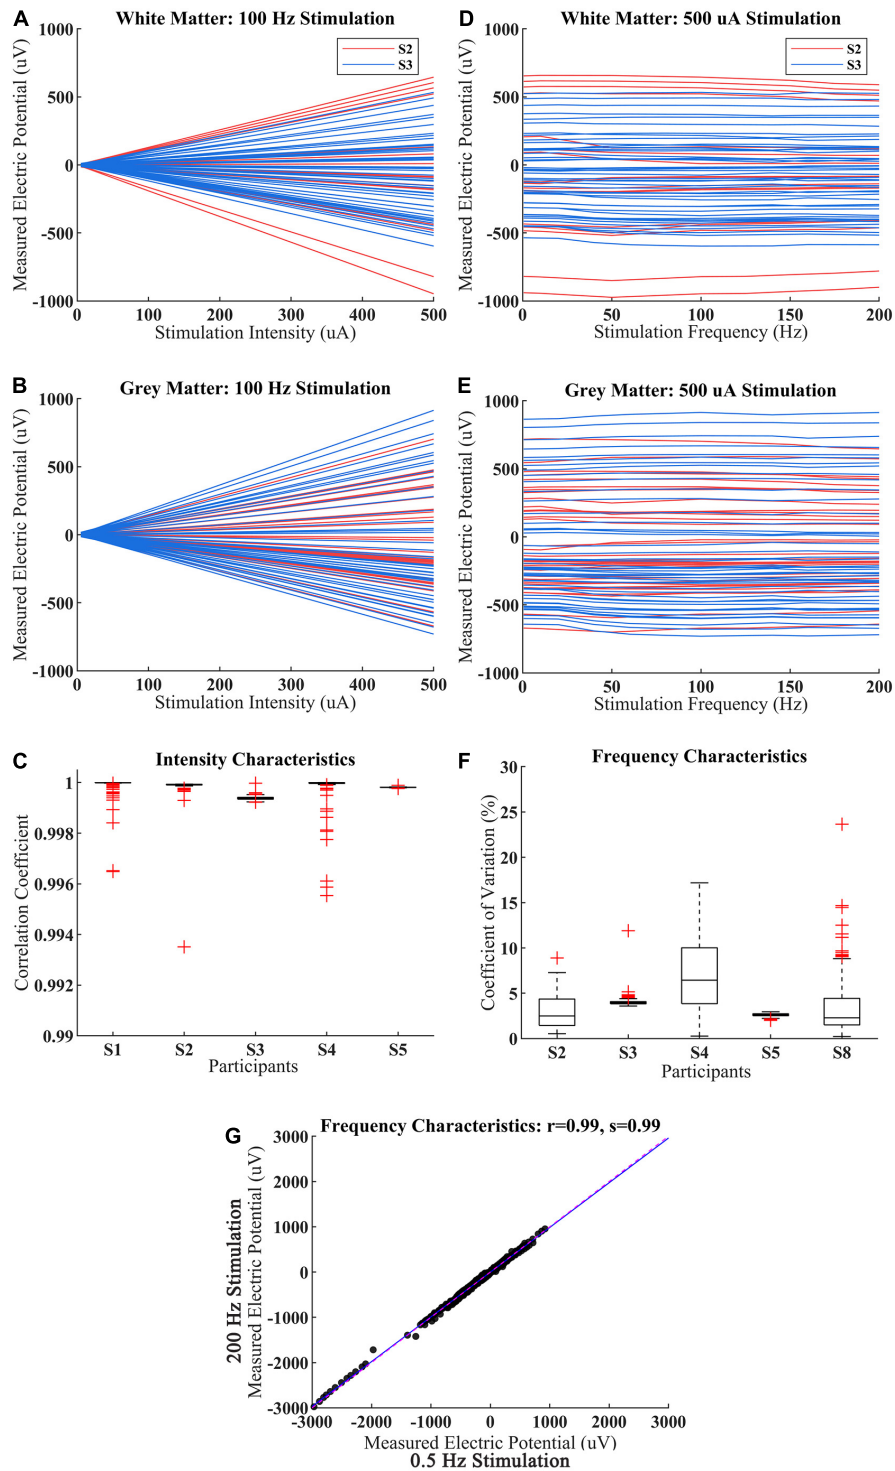 A
White Matter: 100 Hz Stimulation
S2
S3
Measured Electric Potential (uV)
1000
500
0
-500
-1000
0 100 200 300 400 500
Stimulation Intensity (uA)
D
White Matter: 500 uA Stimulation
S2
S3
Measured Electric Potential (uV)
1000
500
0
-500
-1000
0 50 100 150 200
Stimulation Frequency (Hz)
B
Grey Matter: 100 Hz Stimulation
Measured Electric Potential (uV)
1000
500
0
-500
-1000
0 100 200 300 400 500
Stimulation Intensity (uA)
E
Grey Matter: 500 uA Stimulation
Measured Electric Potential (uV)
1000
500
0
-500
-1000
0 50 100 150 200
Stimulation Frequency (Hz)
C
Intensity Characteristics
Correlation Coefficient
1
0.998
0.996
0.994
0.992
0.99
S1 S2 S3 S4 S5
Participants
F
Frequency Characteristics
Coefficient of Variation (%)
30
25
20
15
10
5
0
S2 S3 S4 S5 S8
Participants
G
Frequency Characteristics: r=0.99, s=0.99
200 Hz Stimulation
Measured Electric Potential (uV)
3000
2000
1000
0
-1000
-2000
-3000
-3000 -2000 -1000 0 1000 2000 3000
Measured Electric Potential (uV)
0.5 Hz Stimulation